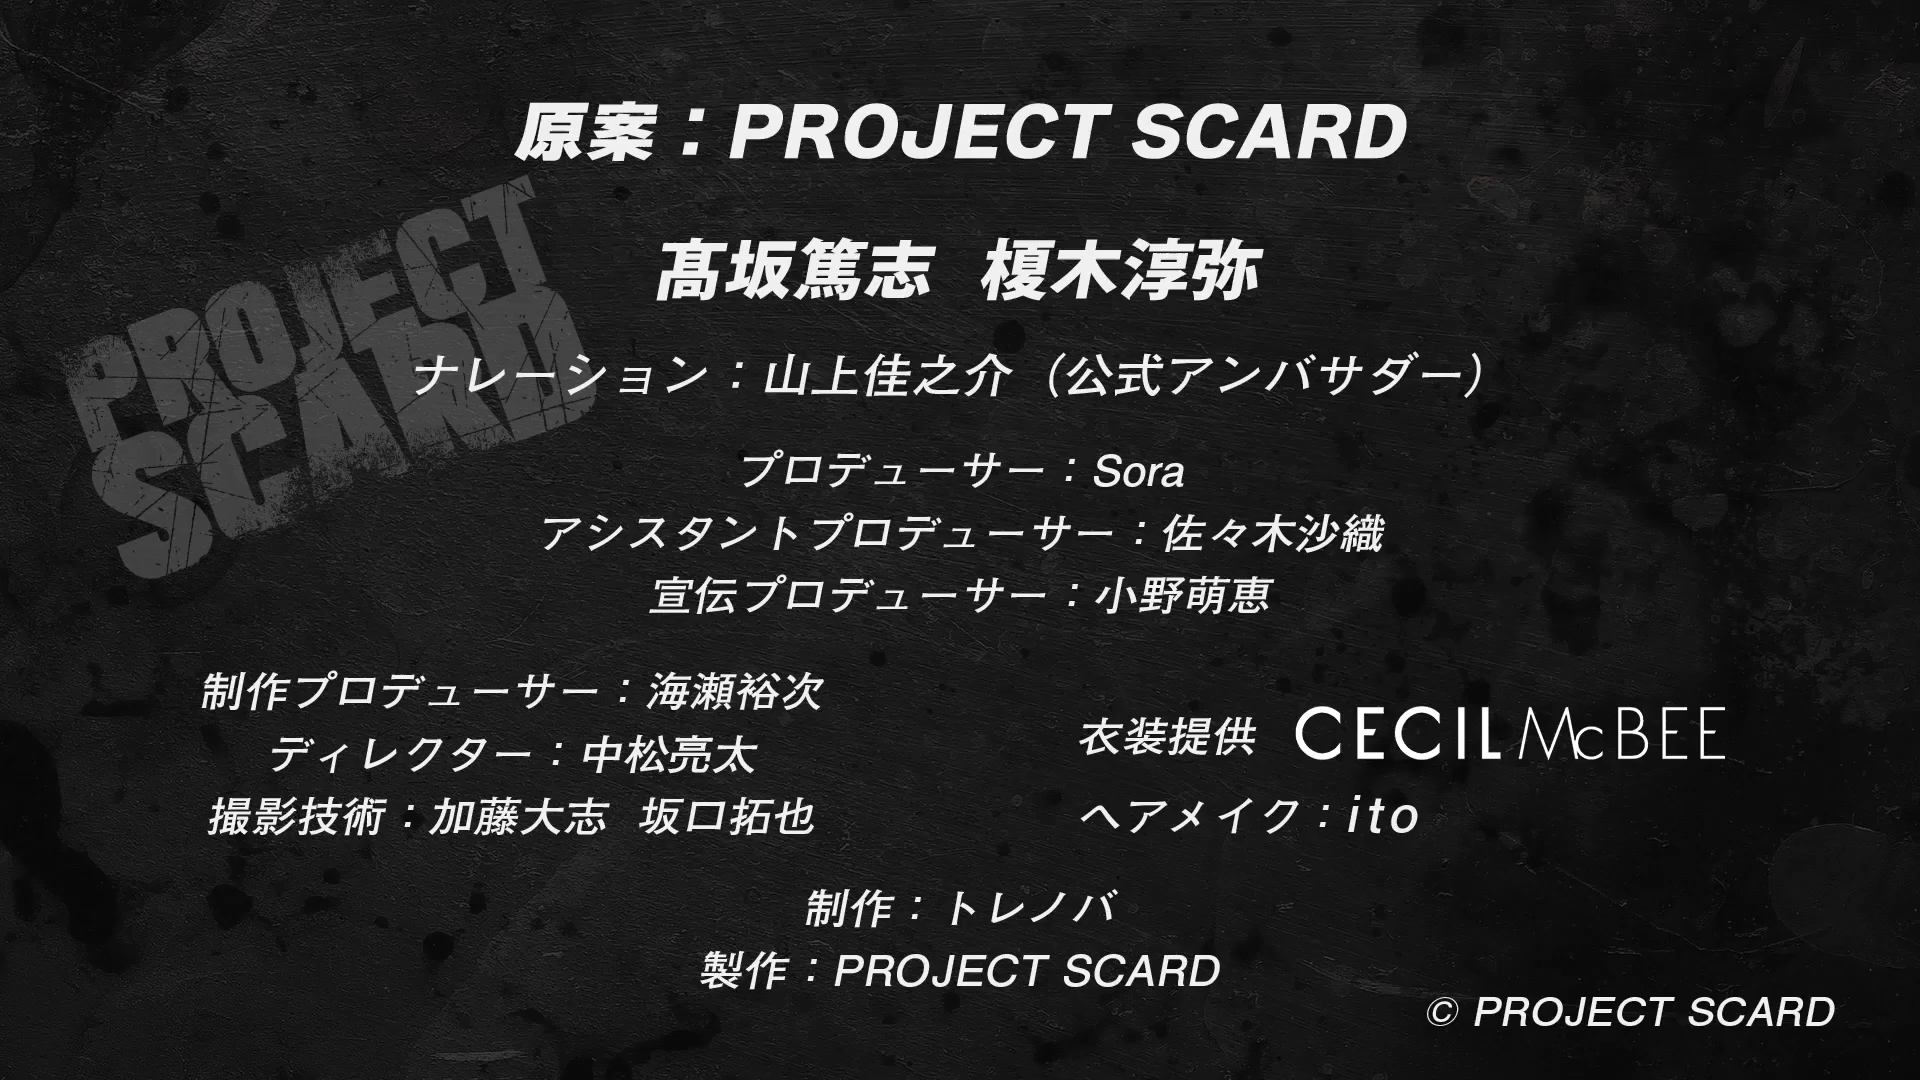 原案：PROJECT SCARD
髙坂篤志 榎木淳弥
PROJECT
SCARD
ナレーション：山上佳之介（公式アンバサダー）
プロデューサー：Sora
アシスタントプロデューサー：佐々木沙織
宣伝プロデューサー：小野萌恵
制作プロデューサー：海瀬裕次
ディレクター：中松亮太
撮影技術：加藤大志 坂口拓也
衣装提供 CECIL McBEE
ヘアメイク：ito
制作：トレノバ
製作：PROJECT SCARD
© PROJECT SCARD